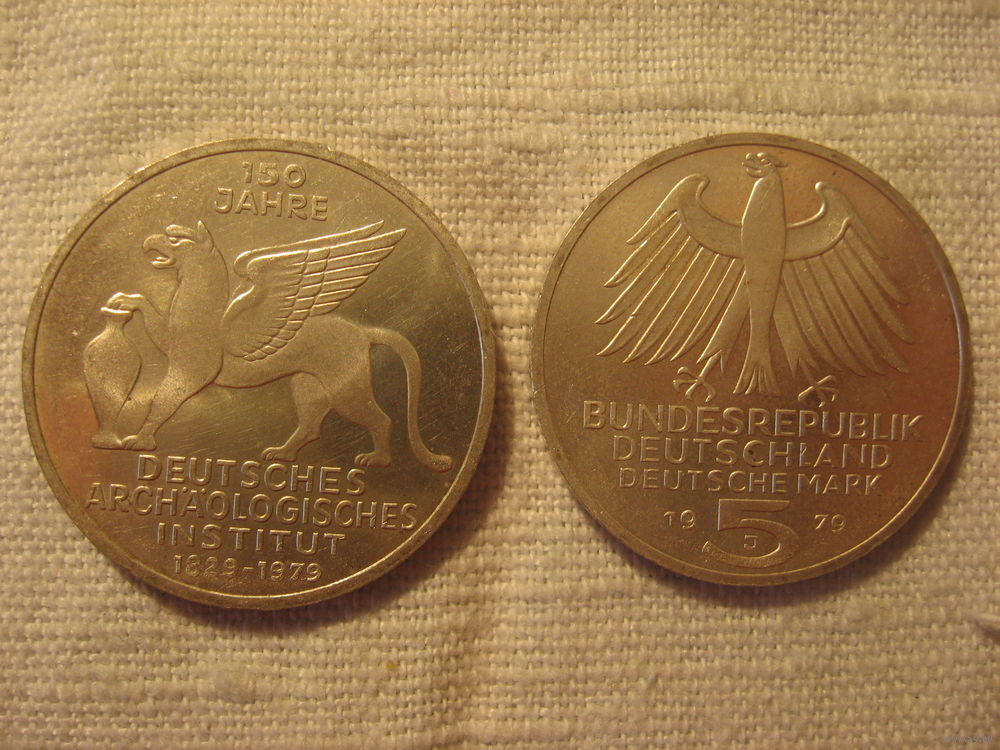 150
JAHRE
DEUTSCHES
ARCHÄOLOGISCHES
INSTITUT
1829-1979
BUNDESREPUBLIK
DEUTSCHLAND
DEUTSCHE MARK
19 5 79
J